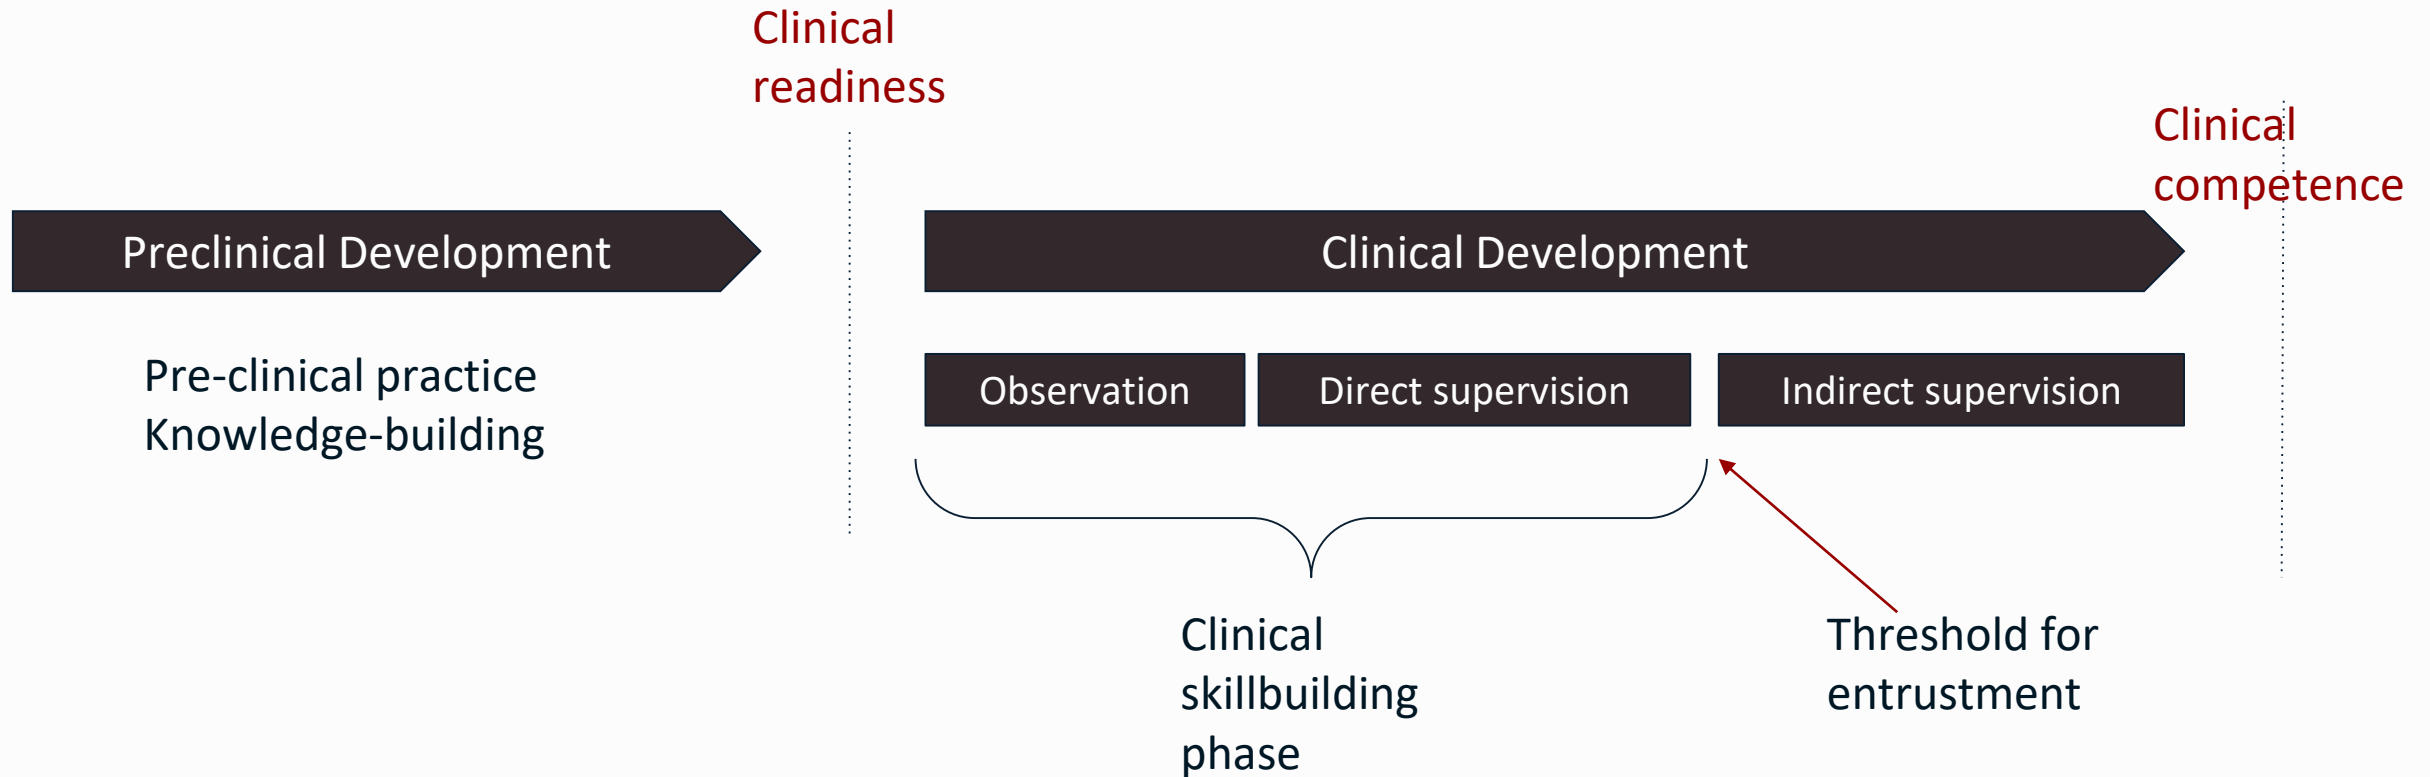 Clinical
readiness
Clinical
competence
Preclinical Development
Clinical Development
Pre-clinical practice
Knowledge-building
Observation
Direct supervision
Indirect supervision
Clinical
skillbuilding
phase
Threshold for
entrustment